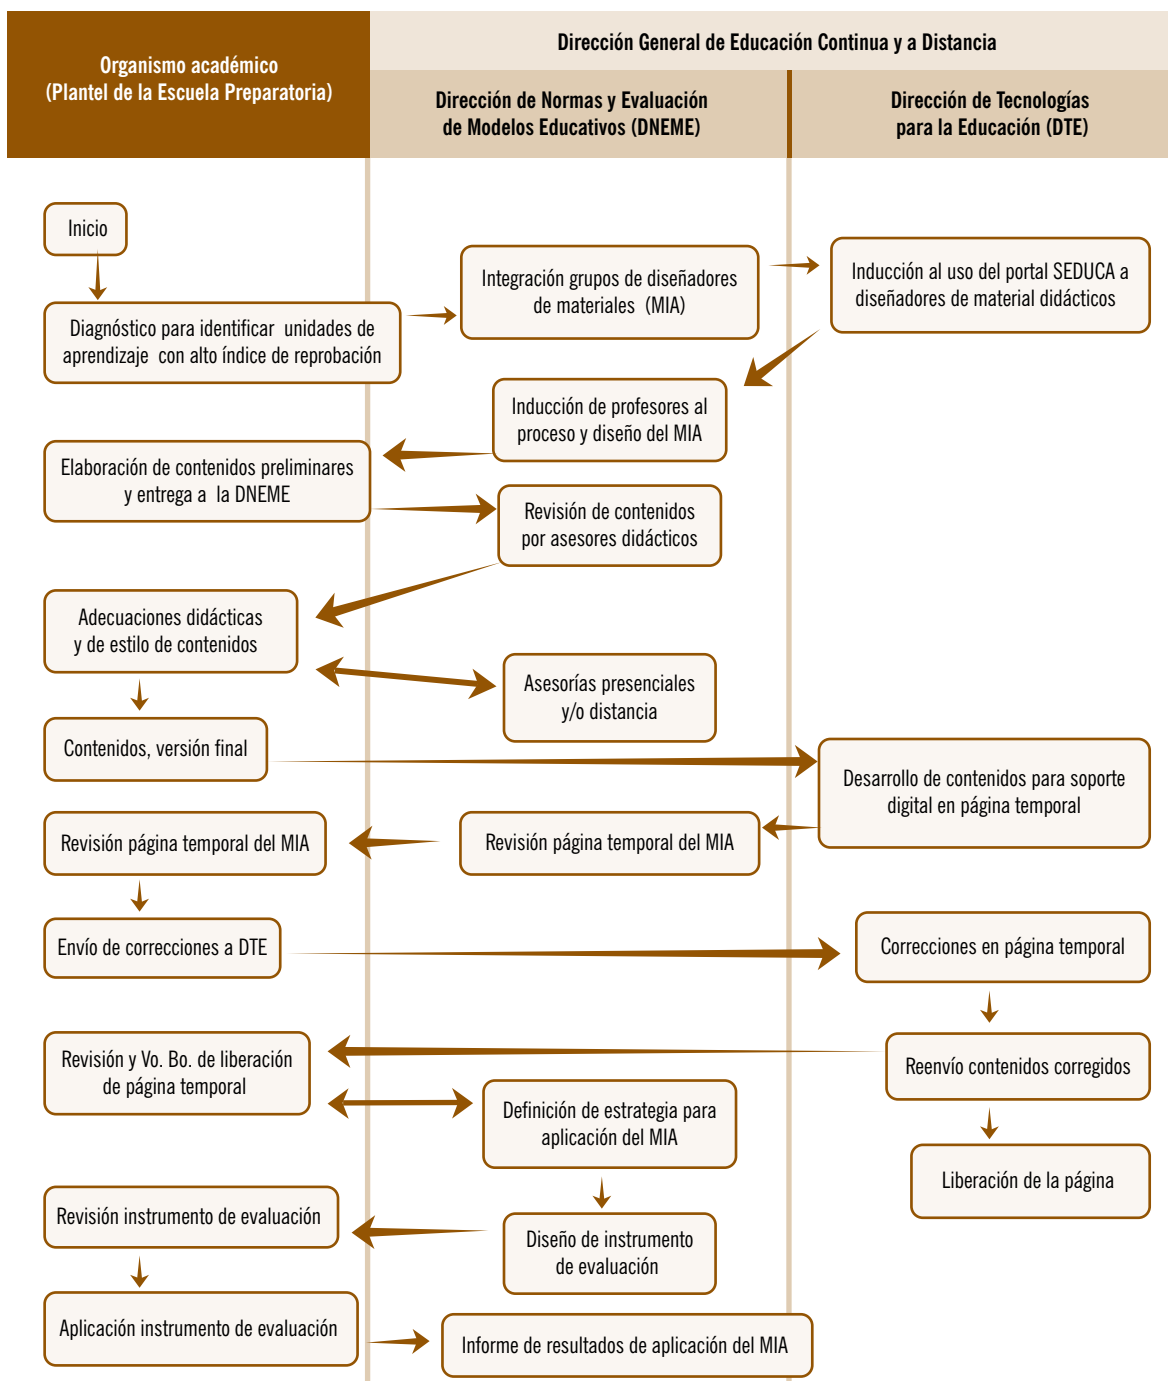 Organismo académico
(Plantel de la Escuela Preparatoria)
Dirección General de Educación Continua y a Distancia
Dirección de Normas y Evaluación
de Modelos Educativos (DNEME)
Dirección de Tecnologías
para la Educación (DTE)
Inicio
Diagnóstico para identificar unidades de
aprendizaje con alto índice de reprobación
Integración grupos de diseñadores
de materiales (MIA)
Inducción al uso del portal SEDUCA a
diseñadores de material didácticos
Inducción de profesores al
proceso y diseño del MIA
Elaboración de contenidos preliminares
y entrega a la DNEME
Revisión de contenidos
por asesores didácticos
Adecuaciones didácticas
y de estilo de contenidos
Asesorías presenciales
y/o distancia
Contenidos, versión final
Desarrollo de contenidos para soporte
digital en página temporal
Revisión página temporal del MIA
Revisión página temporal del MIA
Envío de correcciones a DTE
Correcciones en página temporal
Reenvío contenidos corregidos
Revisión y Vo. Bo. de liberación
de página temporal
Definición de estrategia para
aplicación del MIA
Liberación de la página
Diseño de instrumento
de evaluación
Revisión instrumento de evaluación
Aplicación instrumento de evaluación
Informe de resultados de aplicación del MIA